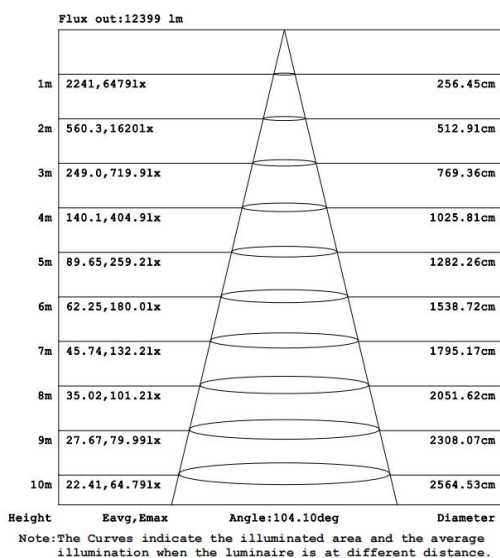 Flux out:12399 lm
1m 2241,6479lx 256.45cm
2m 560.3,1620lx 512.91cm
3m 249.0,719.9lx 769.36cm
4m 140.1,404.9lx 1025.81cm
5m 89.65,259.2lx 1282.26cm
6m 62.25,180.0lx 1538.72cm
7m 45.74,132.2lx 1795.17cm
8m 35.02,101.2lx 2051.62cm
9m 27.67,79.99lx 2308.07cm
10m 22.41,64.79lx 2564.53cm
Height Eavg,Emax Angle:104.10deg Diameter
Note:The Curves indicate the illuminated area and the average
illumination when the luminaire is at different distance.